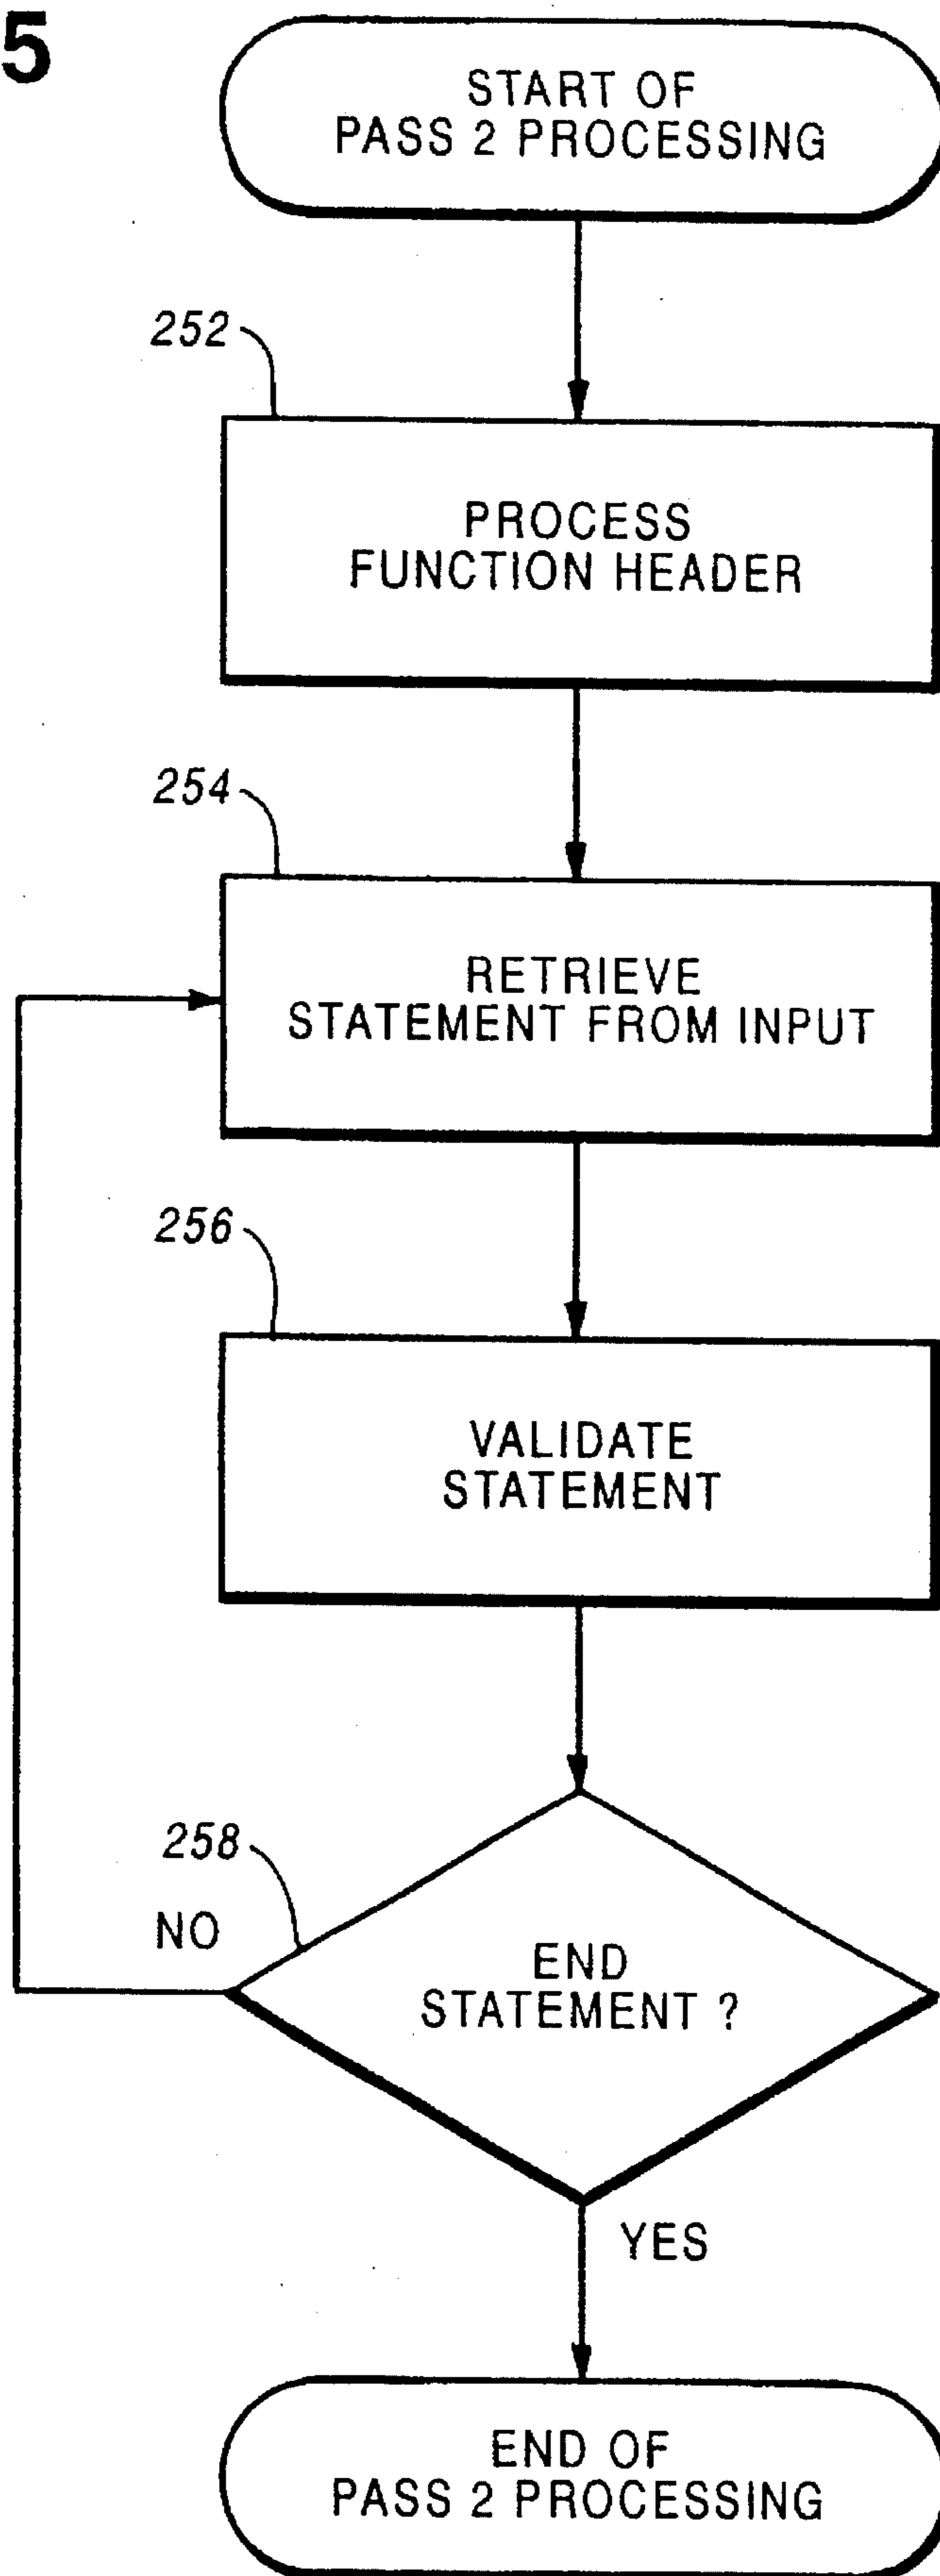 5
START OF
PASS 2 PROCESSING
252
PROCESS
FUNCTION HEADER
254
RETRIEVE
STATEMENT FROM INPUT
256
VALIDATE
STATEMENT
258
NO
END
STATEMENT ?
YES
END OF
PASS 2 PROCESSING